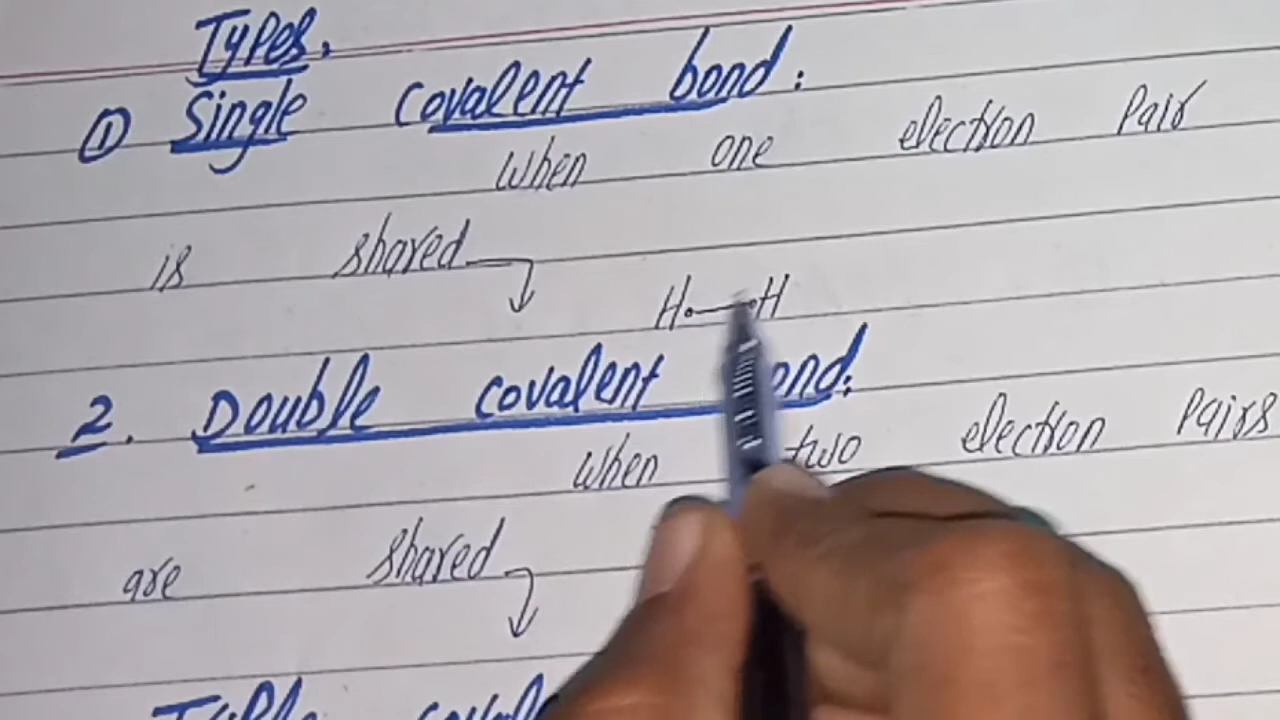 Types.
① Single covalent bond:
when one electron Pair
is shared
H — H
2. Double covalent bond:
when two electron Pairs
are shared